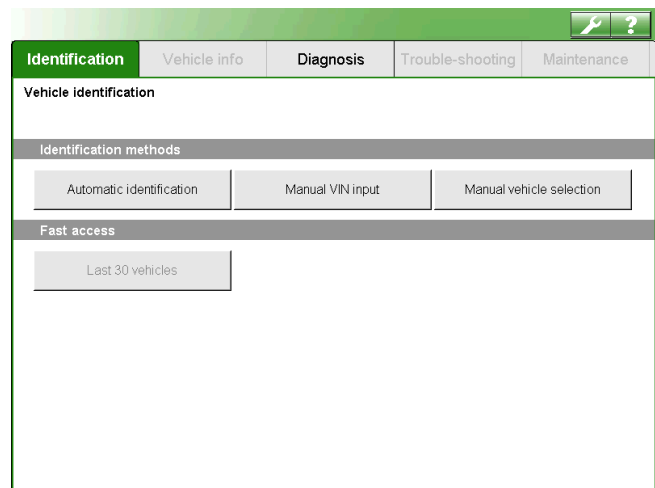 ?
Identification Vehicle info Diagnosis Trouble-shooting Maintenance
Vehicle identification
Identification methods
Automatic identification Manual VIN input Manual vehicle selection
Fast access
Last 30 vehicles